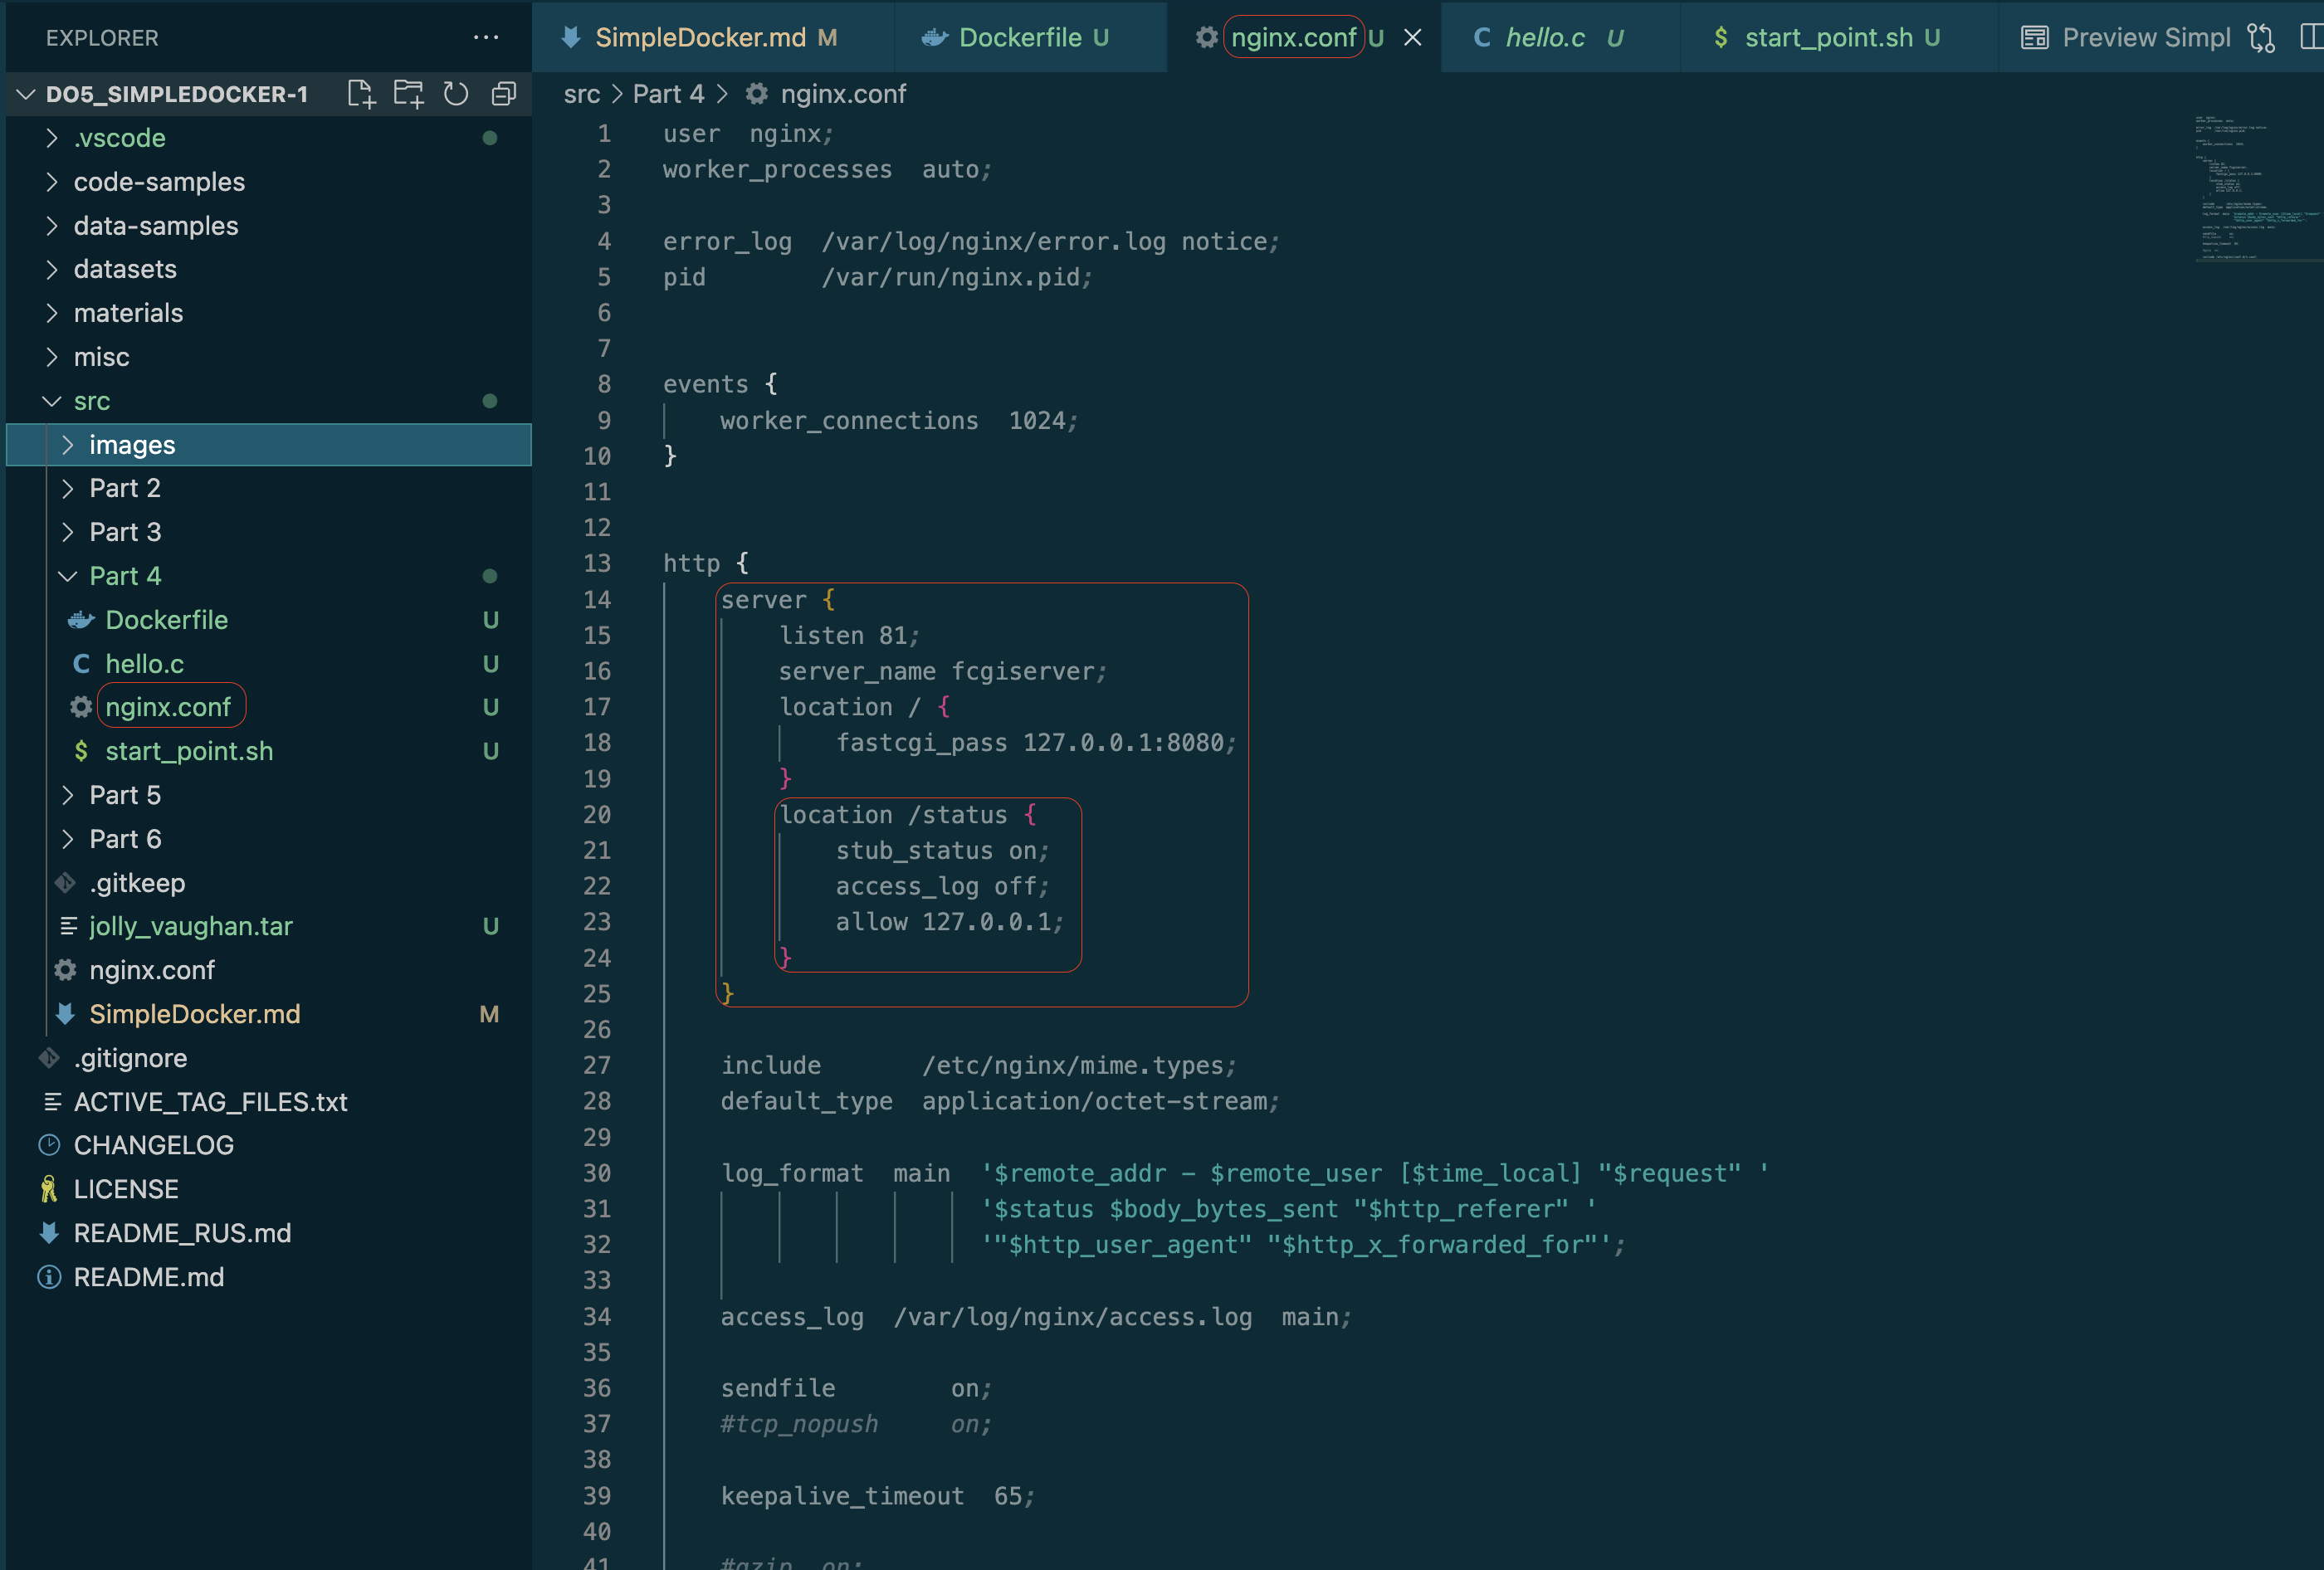 EXPLORER
SimpleDocker.md M
Dockerfile U
nginx.conf U
hello.c U
$ start_point.sh U
Preview Simpl
DO5_SIMPLEDOCKER-1
.vscode
code-samples
data-samples
datasets
materials
misc
src
images
Part 2
Part 3
Part 4
Dockerfile U
C hello.c U
nginx.conf U
$ start_point.sh U
Part 5
Part 6
.gitkeep
jolly_vaughan.tar U
nginx.conf
SimpleDocker.md M
.gitignore
ACTIVE_TAG_FILES.txt
CHANGELOG
LICENSE
README_RUS.md
README.md
src > Part 4 > nginx.conf
1 user  nginx;
2 worker_processes  auto;
3
4 error_log  /var/log/nginx/error.log notice;
5 pid        /var/run/nginx.pid;
6
7
8 events {
9     worker_connections  1024;
10 }
11
12
13 http {
14     server {
15         listen 81;
16         server_name fcgiserver;
17         location / {
18             fastcgi_pass 127.0.0.1:8080;
19         }
20         location /status {
21             stub_status on;
22             access_log off;
23             allow 127.0.0.1;
24         }
25     }
26
27     include       /etc/nginx/mime.types;
28     default_type  application/octet-stream;
29
30     log_format  main  '$remote_addr - $remote_user [$time_local] "$request" '
31                       '$status $body_bytes_sent "$http_referer" '
32                       '"$http_user_agent" "$http_x_forwarded_for"';
33
34     access_log  /var/log/nginx/access.log  main;
35
36     sendfile        on;
37     #tcp_nopush     on;
38
39     keepalive_timeout  65;
40
41     #gzip  on;